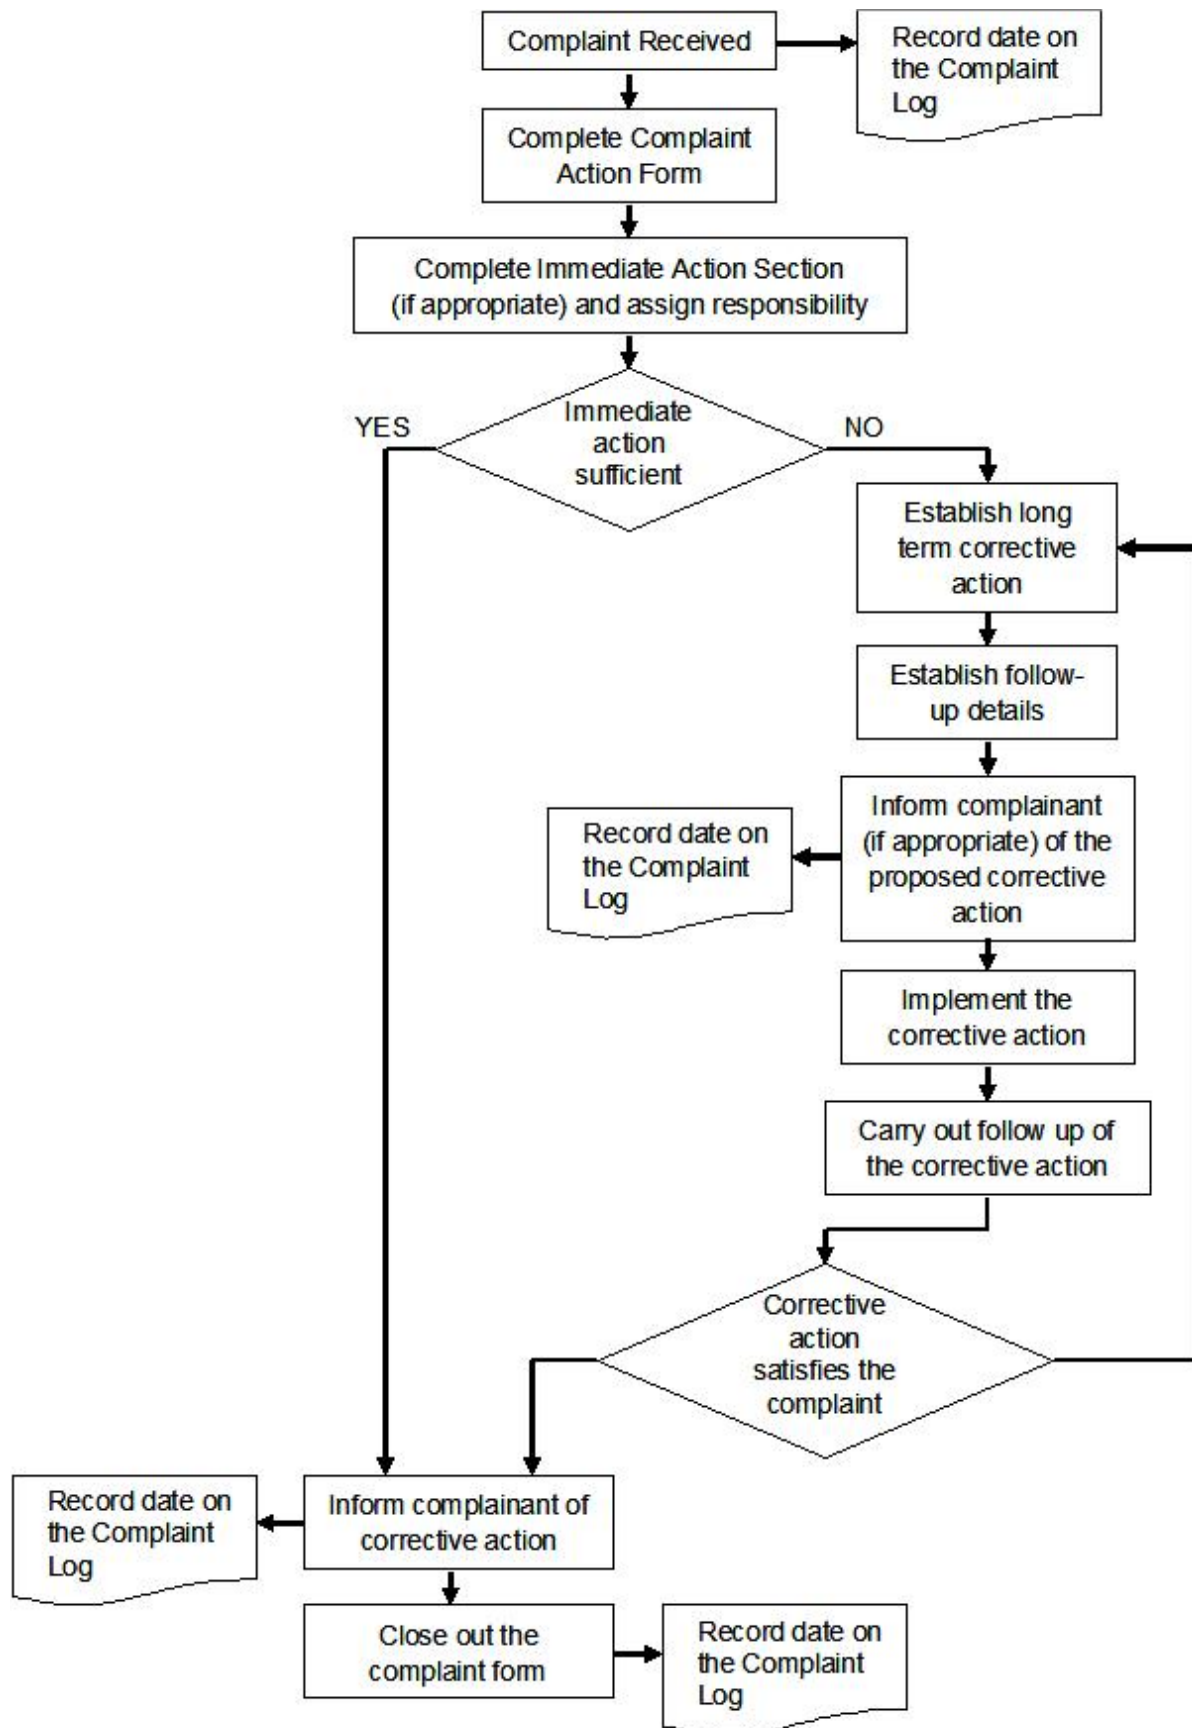 Complaint Received
Record date on
the Complaint
Log
Complete Complaint
Action Form
Complete Immediate Action Section
(if appropriate) and assign responsibility
YES
Immediate
action
sufficient
NO
Establish long
term corrective
action
Establish follow-
up details
Inform complainant
(if appropriate) of the
proposed corrective
action
Record date on
the Complaint
Log
Implement the
corrective action
Carry out follow up of
the corrective action
Corrective
action
satisfies the
complaint
Record date on
the Complaint
Log
Inform complainant of
corrective action
Close out the
complaint form
Record date on
the Complaint
Log